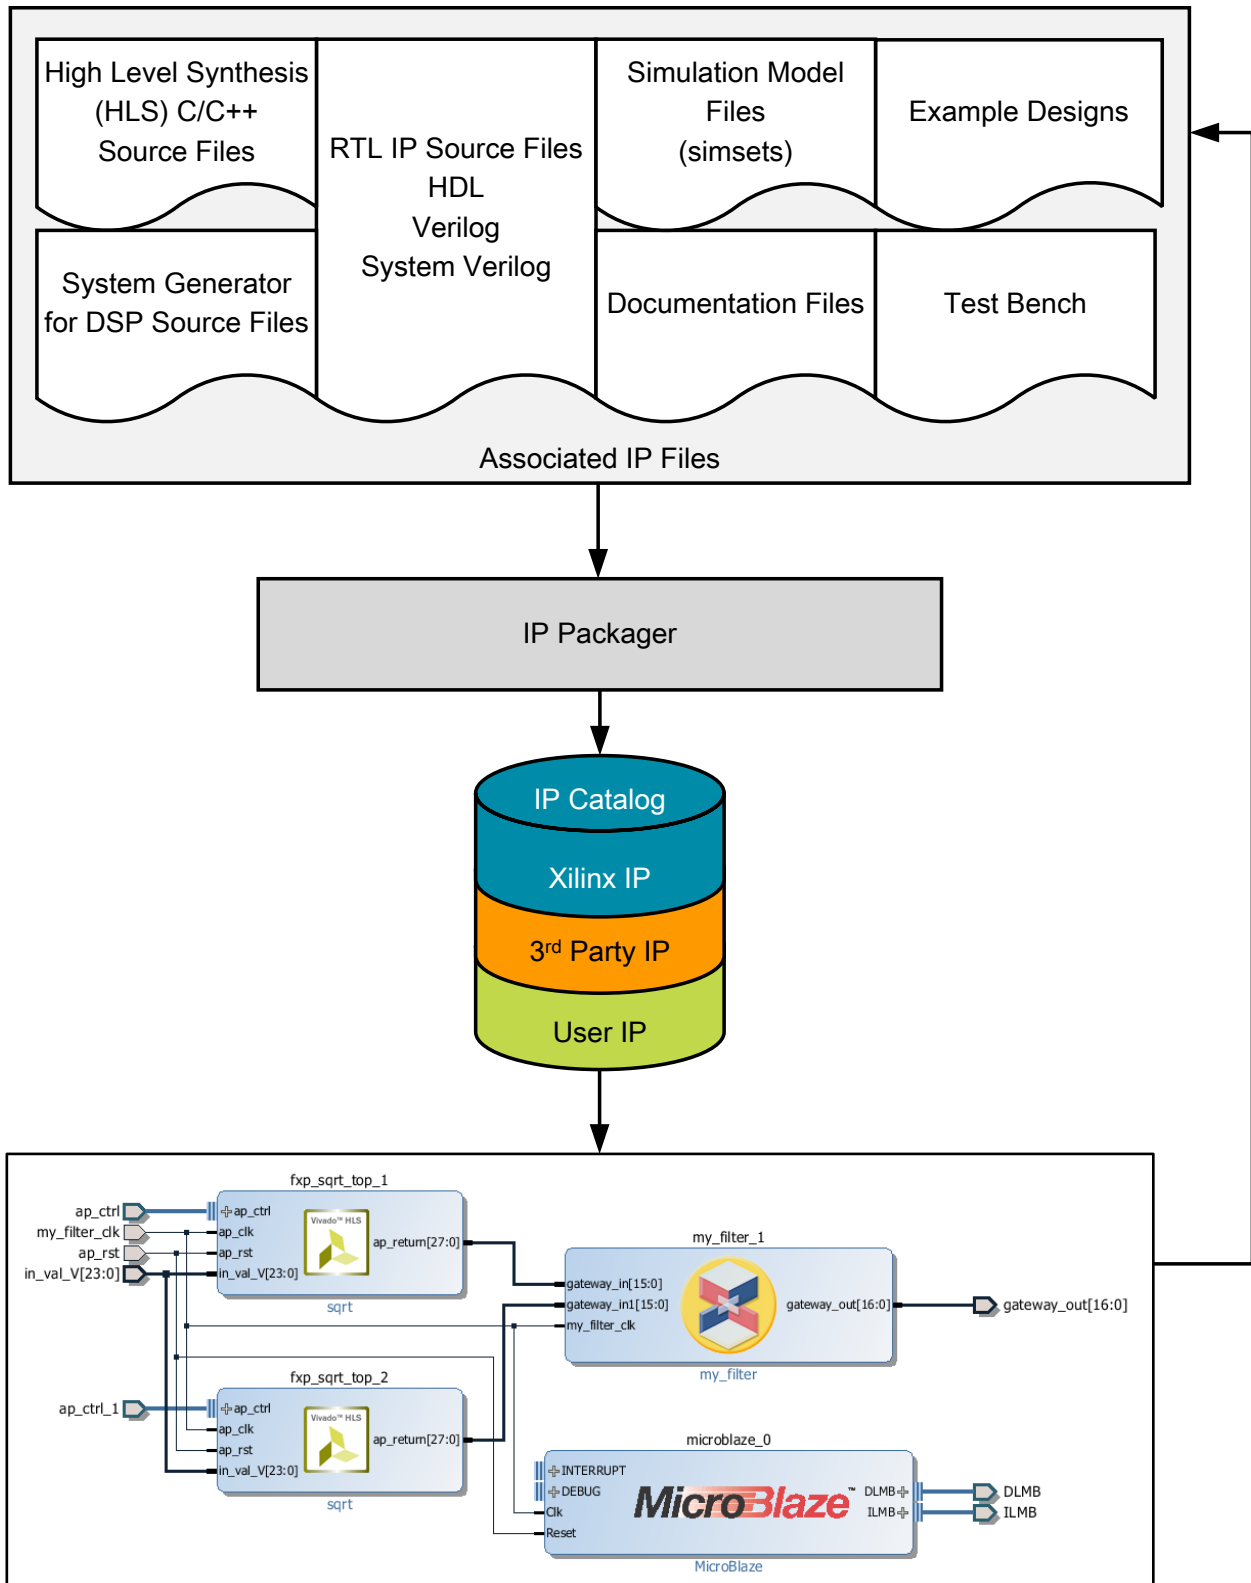 High Level Synthesis
(HLS) C/C++
Source Files
RTL IP Source Files
HDL
Verilog
System Verilog
Simulation Model
Files
(simsets)
Example Designs
System Generator
for DSP Source Files
Documentation Files
Test Bench
Associated IP Files
IP Packager
IP Catalog
Xilinx IP
3rd Party IP
User IP
fxp_sqrt_top_1
ap_ctrl
my_filter_clk
ap_rst
in_val_V[23:0]
ap_ctrl
ap_clk
ap_rst
in_val_V[23:0]
Vivado™ HLS
ap_return[27:0]
sqrt
my_filter_1
gateway_in[15:0]
gateway_in1[15:0]
my_filter_clk
gateway_out[16:0]
gateway_out[16:0]
my_filter
fxp_sqrt_top_2
ap_ctrl_1
ap_ctrl
ap_clk
ap_rst
in_val_V[23:0]
Vivado™ HLS
ap_return[27:0]
sqrt
microblaze_0
INTERRUPT
DEBUG
Clk
Reset
MicroBlaze™
DLMB
ILMB
DLMB
ILMB
MicroBlaze